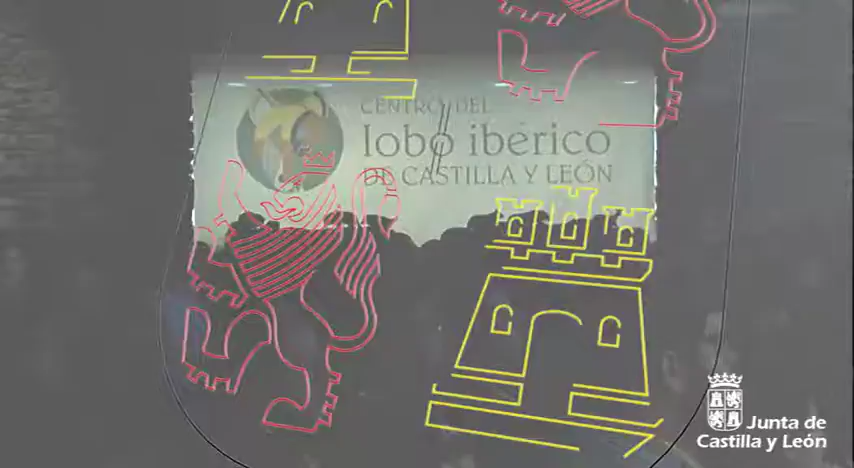 CENTRO DEL
lobo ibérico
DE CASTILLA Y LEÓN
Junta de
Castilla y León